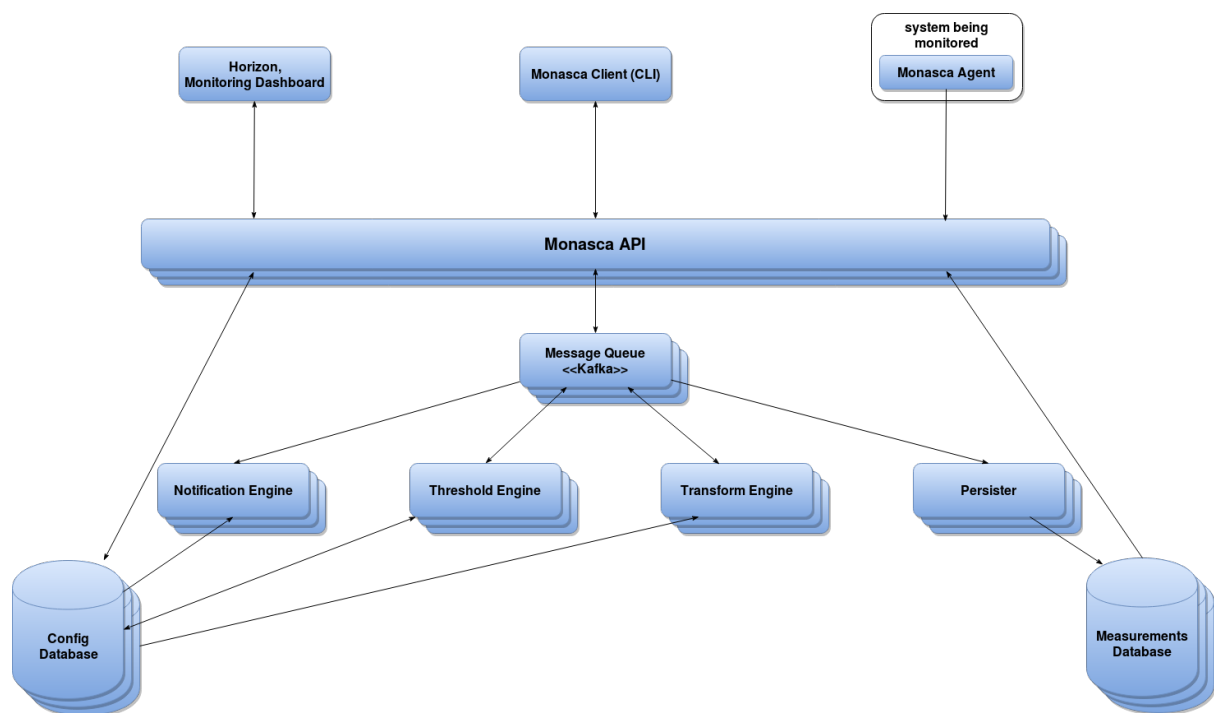 Horizon,
Monitoring Dashboard
Monasca Client (CLI)
system being
monitored
Monasca Agent
Monasca API
Message Queue
<<Kafka>>
Notification Engine
Threshold Engine
Transform Engine
Persister
Config
Database
Measurements
Database